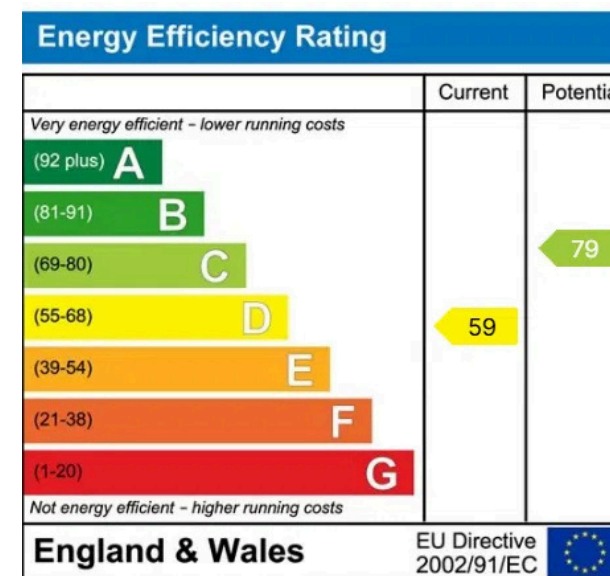 Energy Efficiency Rating
Current Potentia
Very energy efficient – lower running costs
(92 plus) A
(81-91) B
(69-80) C
79
(55-68) D
59
(39-54) E
(21-38) F
(1-20) G
Not energy efficient – higher running costs
England & Wales
EU Directive
2002/91/EC